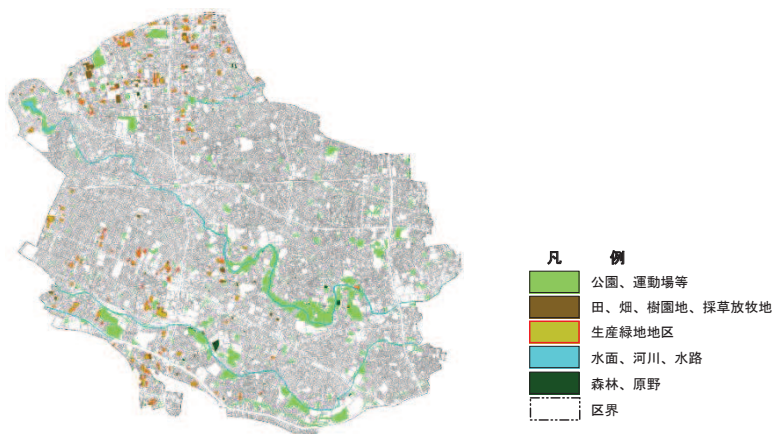 凡 例
公園、運動場等
田、畑、樹園地、採草放牧地
生産緑地地区
水面、河川、水路
森林、原野
区界